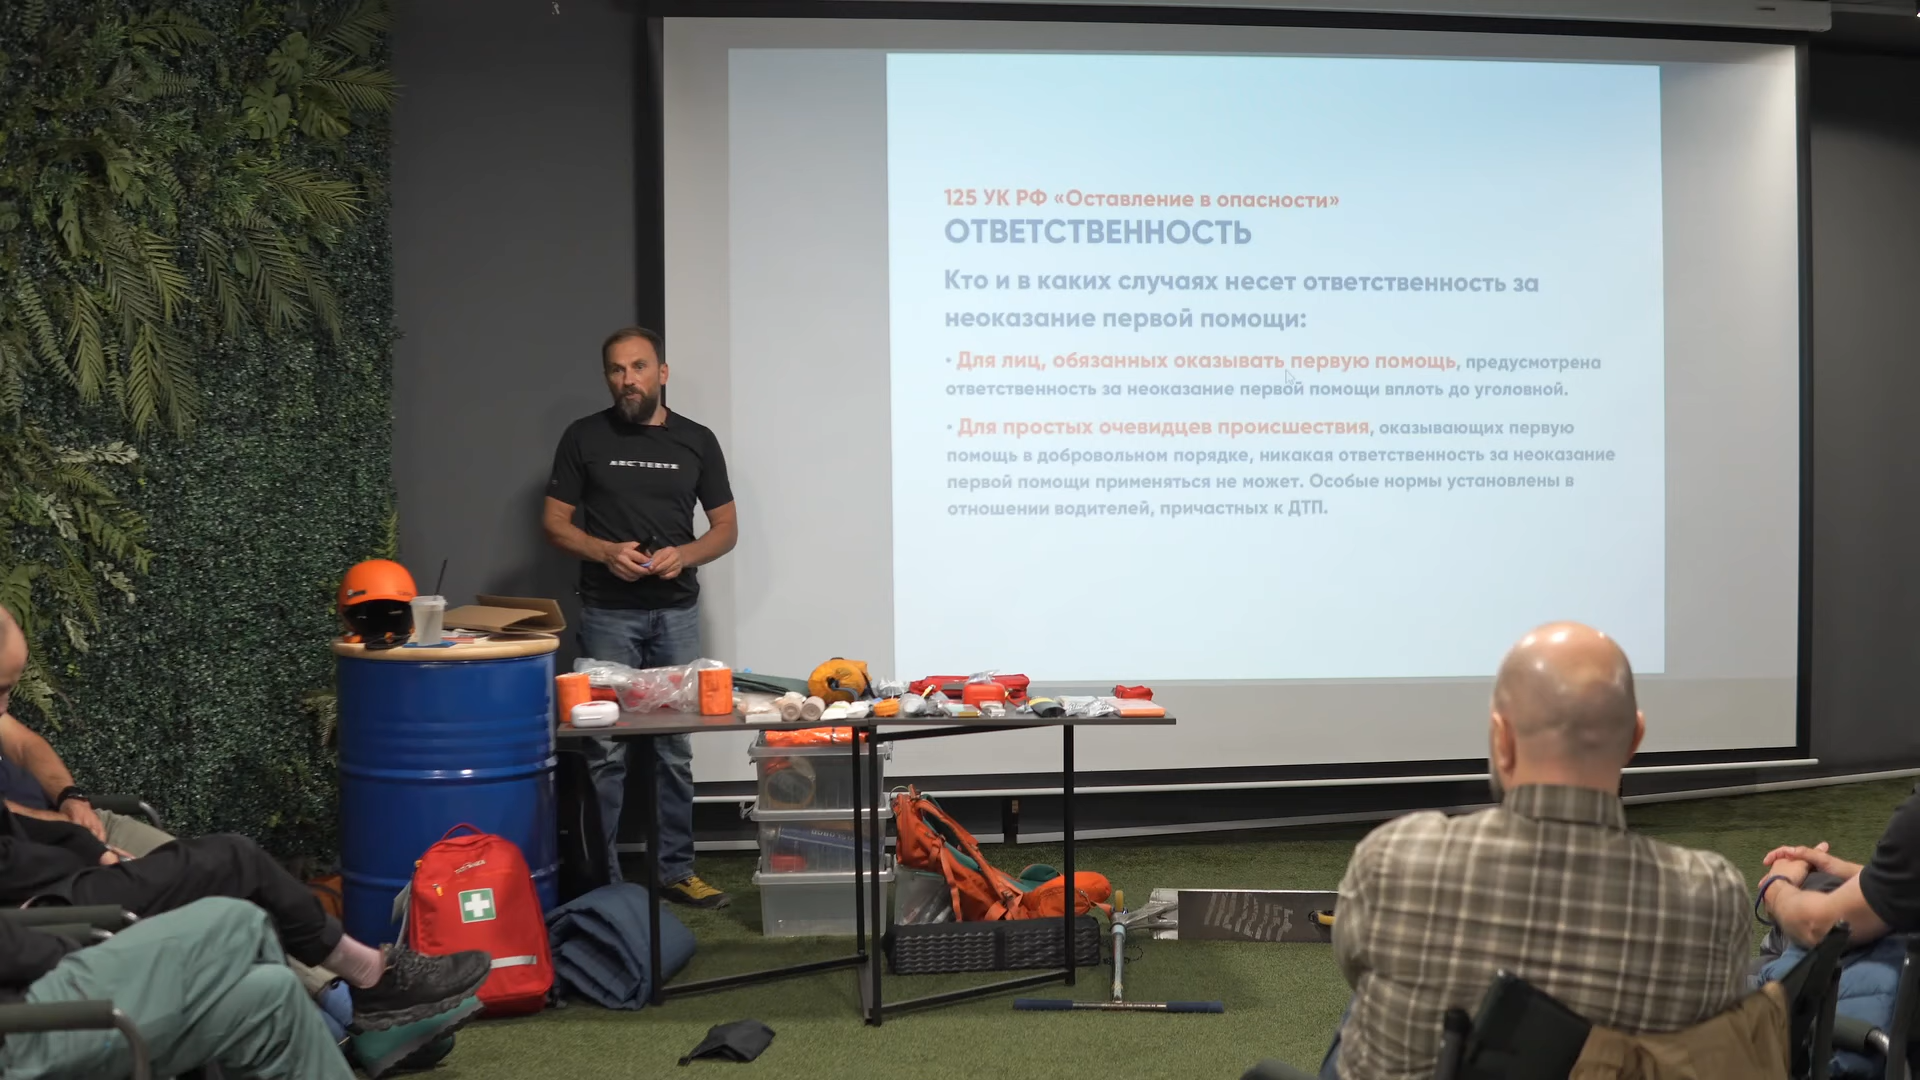 125 УК РФ «Оставление в опасности»
ОТВЕТСТВЕННОСТЬ
Кто и в каких случаях несет ответственность за
неоказание первой помощи:
• Для лиц, обязанных оказывать первую помощь, предусмотрена
ответственность за неоказание первой помощи вплоть до уголовной.
• Для простых очевидцев происшествия, оказывающих первую
помощь в добровольном порядке, никакая ответственность за неоказание
первой помощи применяться не может. Особые нормы установлены в
отношении водителей, причастных к ДТП.
ARC'TERYX